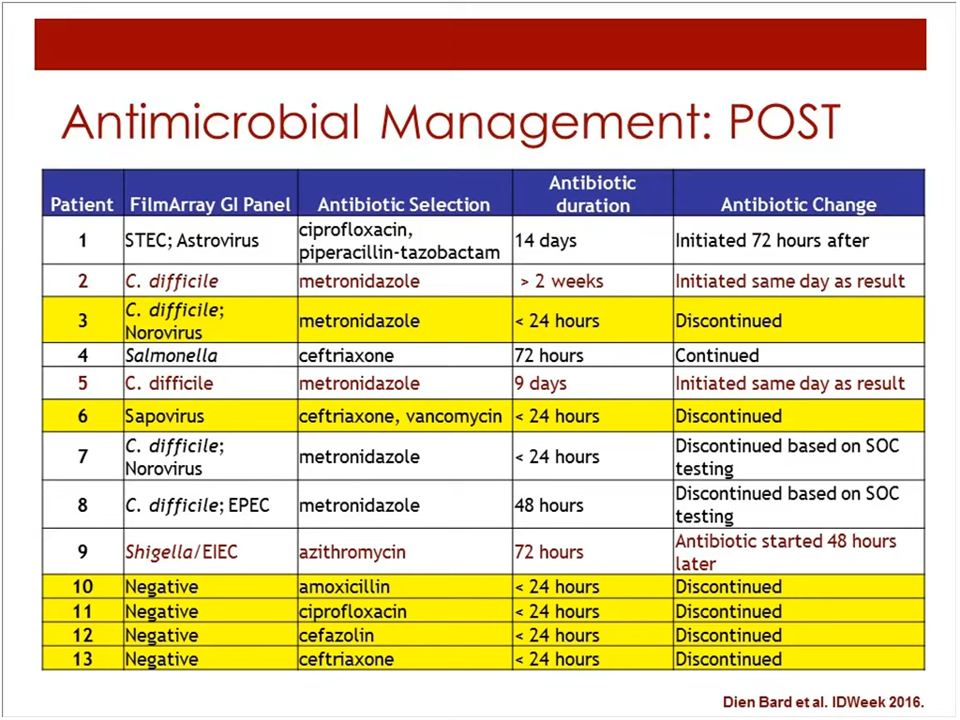 Antimicrobial Management: POST
Patient FilmArray GI Panel Antibiotic Selection Antibiotic duration Antibiotic Change
1 STEC; Astrovirus ciprofloxacin, piperacillin-tazobactam 14 days Initiated 72 hours after
2 C. difficile metronidazole > 2 weeks Initiated same day as result
3 C. difficile; Norovirus metronidazole < 24 hours Discontinued
4 Salmonella ceftriaxone 72 hours Continued
5 C. difficile metronidazole 9 days Initiated same day as result
6 Sapovirus ceftriaxone, vancomycin < 24 hours Discontinued
7 C. difficile; Norovirus metronidazole < 24 hours Discontinued based on SOC testing
8 C. difficile; EPEC metronidazole 48 hours Discontinued based on SOC testing
9 Shigella/EIEC azithromycin 72 hours Antibiotic started 48 hours later
10 Negative amoxicillin < 24 hours Discontinued
11 Negative ciprofloxacin < 24 hours Discontinued
12 Negative cefazolin < 24 hours Discontinued
13 Negative ceftriaxone < 24 hours Discontinued
Dien Bard et al. IDWeek 2016.